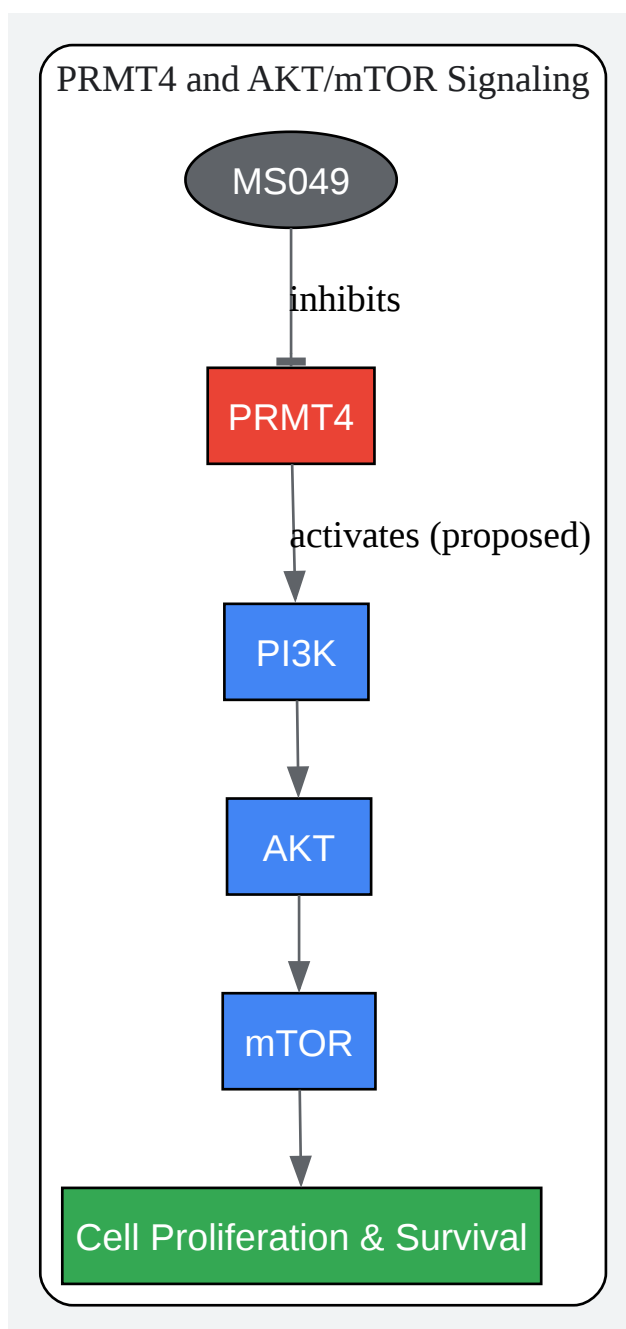 PRMT4 and AKT/mTOR Signaling
MS049
inhibits
PRMT4
activates (proposed)
PI3K
AKT
mTOR
Cell Proliferation & Survival